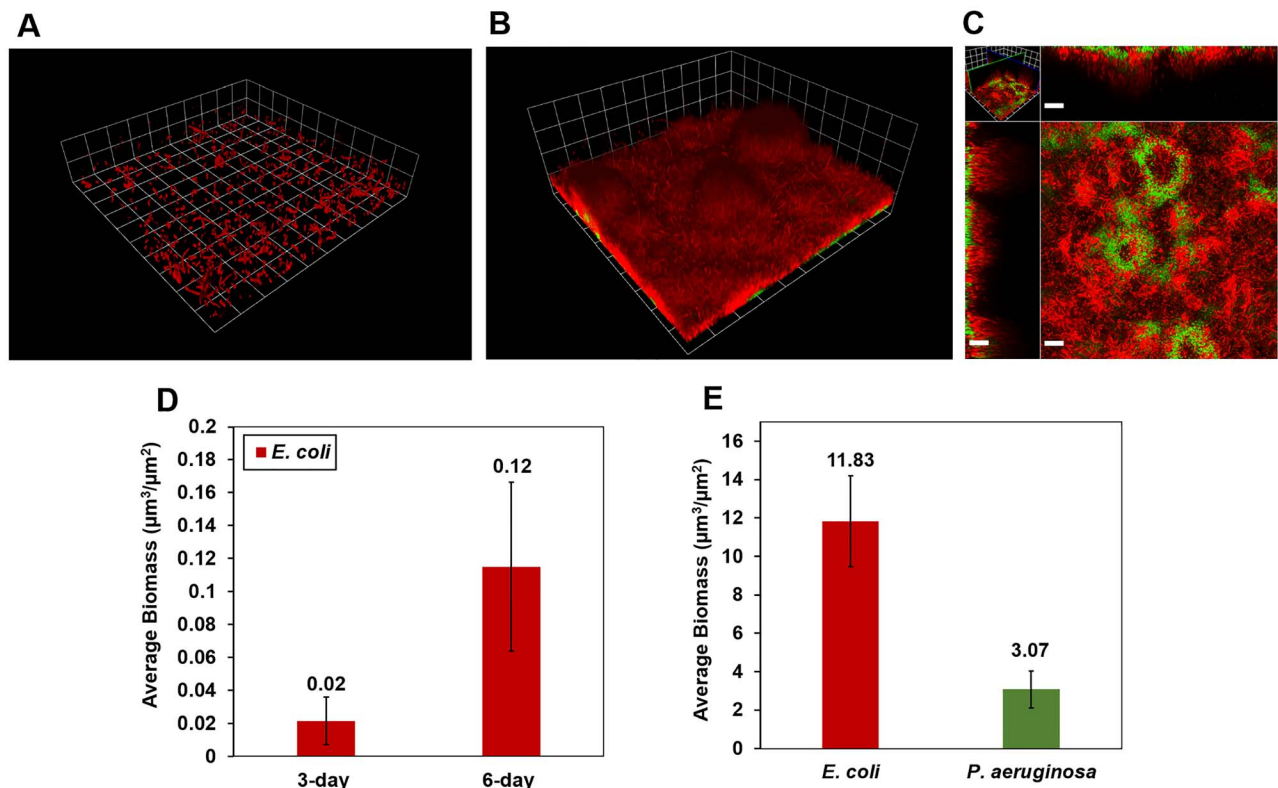 A
B
C
D
Average Biomass (µm³/µm²)
0.2
0.18
0.16
0.14
0.12
0.1
0.08
0.06
0.04
0.02
0
E. coli
0.02
0.12
3-day
6-day
E
Average Biomass (µm³/µm²)
16
14
12
10
8
6
4
2
0
11.83
3.07
E. coli
P. aeruginosa